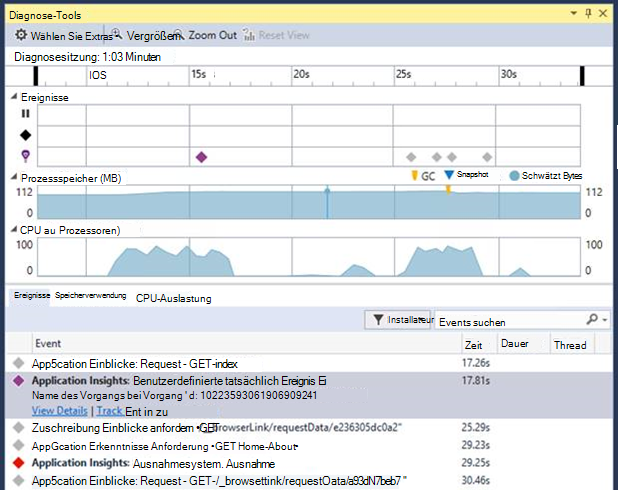 Diagnose-Tools
Wählen Sie Extras Vergrößern Zoom Out Reset View
Diagnosesitzung: 1:03 Minuten
IOS 15s 20s 25s 30s
Ereignisse
Prozessspeicher (MB) GC Snapshot Schwätzt Bytes
112 112
0 0
CPU au Prozessoren)
100 100
0 0
Ereignisse Speicherverwendung CPU-Auslastung
Installateur Events suchen
Event Zeit Dauer Thread
App5cation Einblicke: Request - GET-index 17.26s
Application Insights: Benutzerdefinierte tatsächlich Ereignis Ei 17.81s
Name des Vorgangs bei Vorgang ' d: 10223593061906909241
View Details | Track Ent in zu
Zuschreibung Einblicke anfordern •GET BrowserLink/requestData/e236305dc0a2" 25.29s
AppGcation Erkenntnisse Anforderung •GET Home-About• 29.23s
Application Insights: Ausnahmesystem. Ausnahme 29.25s
App5cation Einblicke: Request - GET-/_browsettink/requestOata/a93dN7beb7 " 30.46s